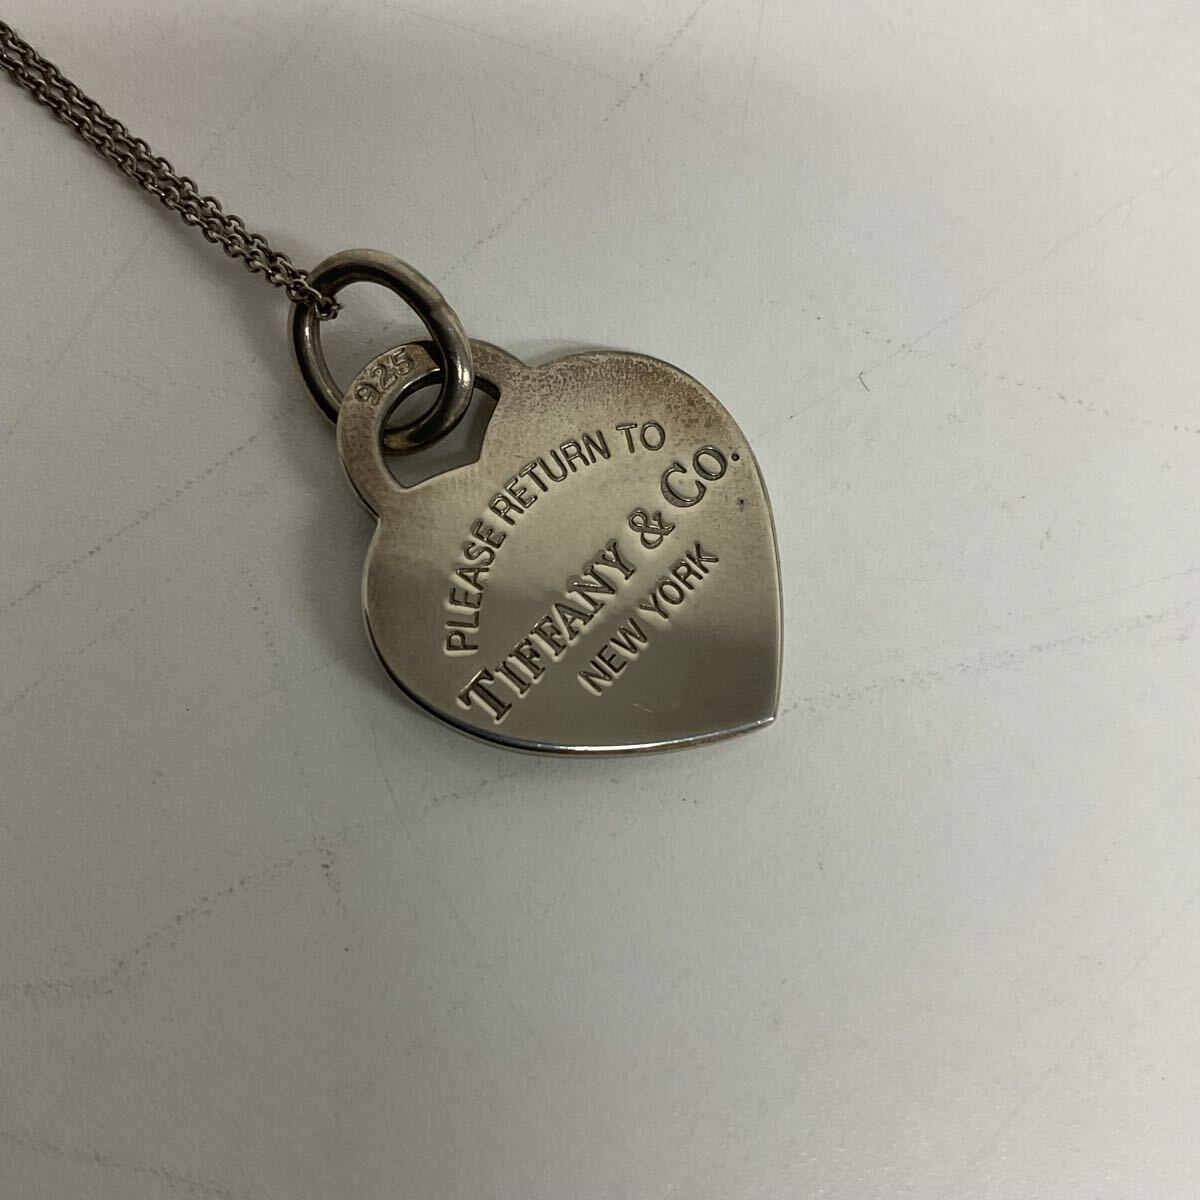 925
PLEASE RETURN TO
TIFFANY & CO.
NEW YORK